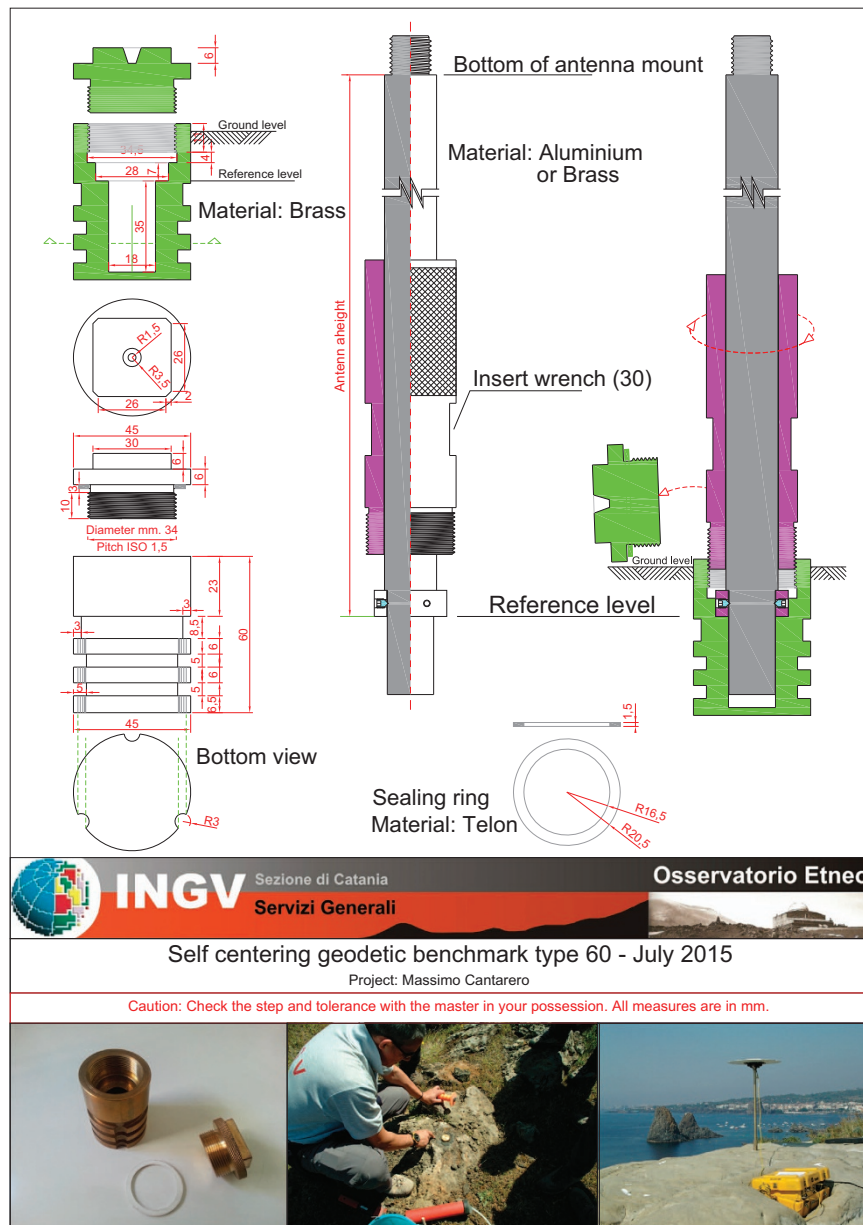 6
Bottom of antenna mount
Ground level
4
28
7
Reference level
Material: Aluminium
or Brass
Material: Brass
35
18
Antenn aheight
R1,5
R3,5
26
26
2
Insert wrench (30)
45
30
6
6
3
10
Diameter mm. 34
Pitch ISO 1,5
Ground level
23
3
3
8,5
60
6
5
6
5
5
6,5
45
Reference level
1,5
Bottom view
R3
Sealing ring
Material: Telon
R16,5
R20,5
INGV
Sezione di Catania
Servizi Generali
Osservatorio Etneo
Self centering geodetic benchmark type 60 - July 2015
Project: Massimo Cantarero
Caution: Check the step and tolerance with the master in your possession. All measures are in mm.